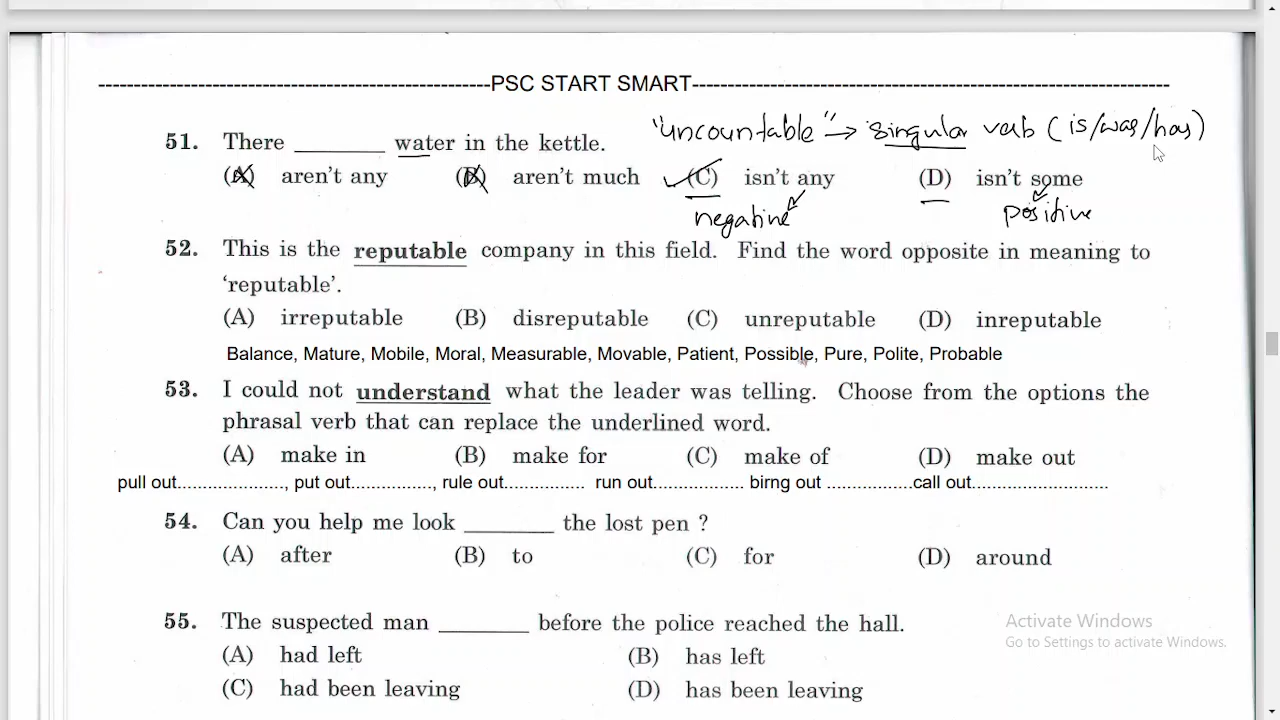 ------------------------------------------------------PSC START SMART------------------------------------------------------------------
"uncountable" → singular verb (is/was/has)
51. There ________ water in the kettle.
(A) aren't any (B) aren't much (C) isn't any (D) isn't some
negative positive
52. This is the reputable company in this field. Find the word opposite in meaning to
'reputable'.
(A) irreputable (B) disreputable (C) unreputable (D) inreputable
Balance, Mature, Mobile, Moral, Measurable, Movable, Patient, Possible, Pure, Polite, Probable
53. I could not understand what the leader was telling. Choose from the options the
phrasal verb that can replace the underlined word.
(A) make in (B) make for (C) make of (D) make out
pull out....................., put out..............., rule out............... run out................. birng out ................call out..........................
54. Can you help me look ________ the lost pen ?
(A) after (B) to (C) for (D) around
55. The suspected man ________ before the police reached the hall.
(A) had left (B) has left
(C) had been leaving (D) has been leaving
Activate Windows
Go to Settings to activate Windows.